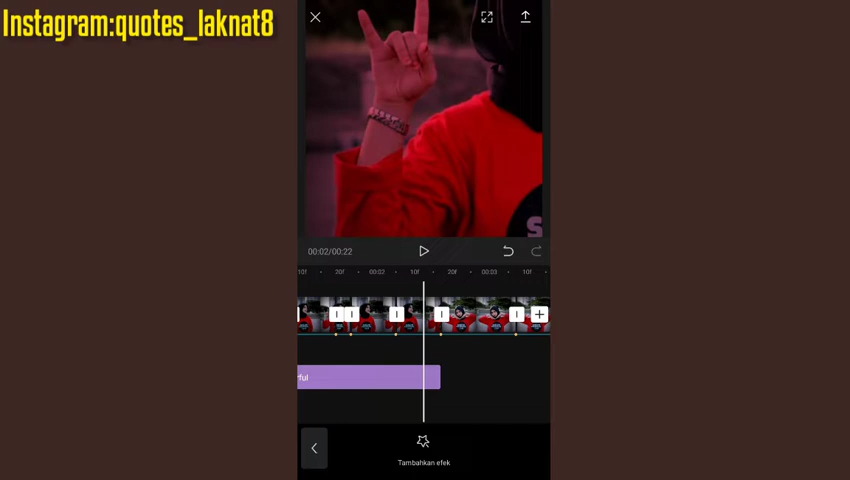 Instagram:quotes_laknat8
S
00:02/00:22
10f 20f 00:02 10f 20f 00:03 10f
rful
Tambahkan efek